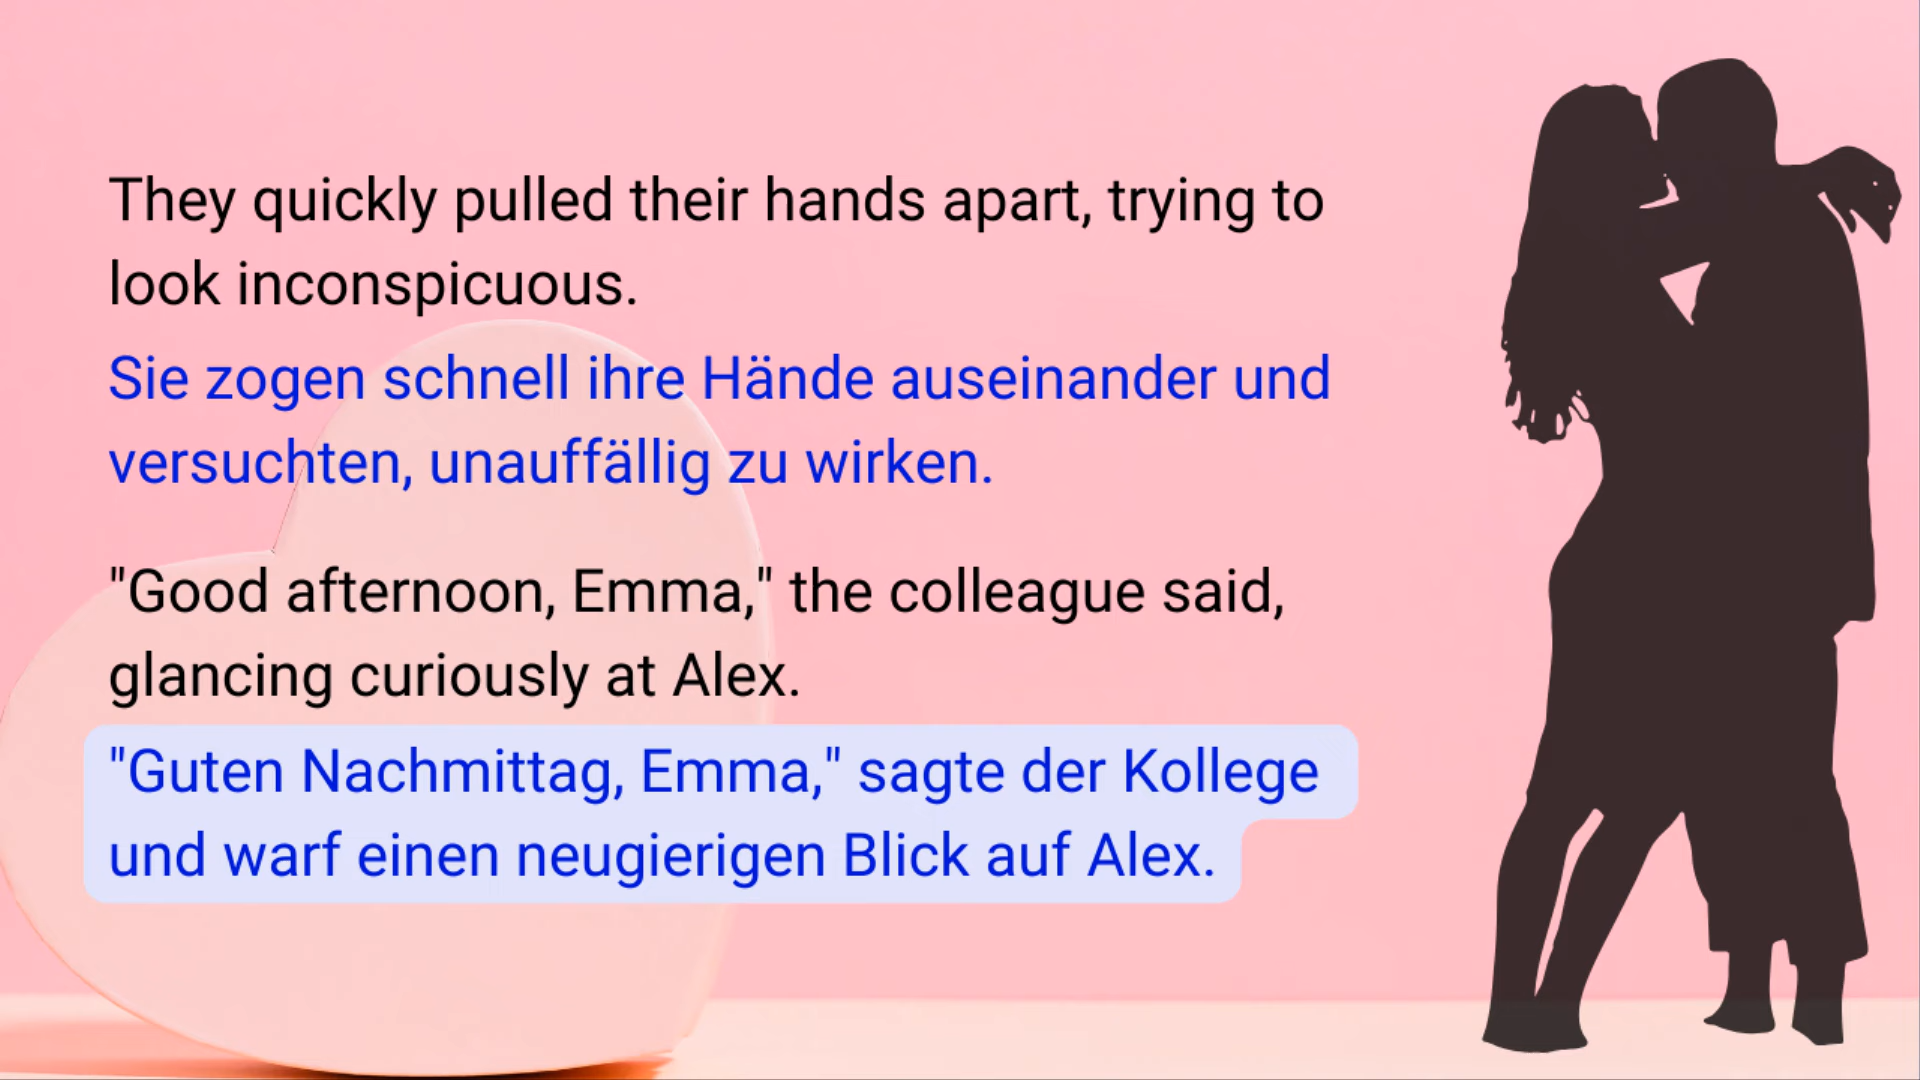 They quickly pulled their hands apart, trying to
look inconspicuous.
Sie zogen schnell ihre Hände auseinander und
versuchten, unauffällig zu wirken.
"Good afternoon, Emma," the colleague said,
glancing curiously at Alex.
"Guten Nachmittag, Emma," sagte der Kollege
und warf einen neugierigen Blick auf Alex.